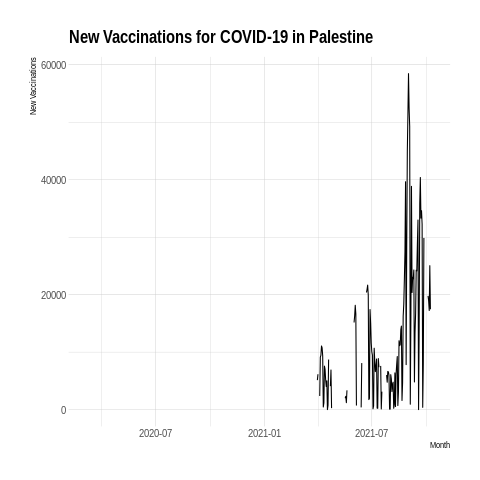 New Vaccinations for COVID-19 in Palestine
New Vaccinations
60000
40000
20000
0
2020-07 2021-01 2021-07
Month